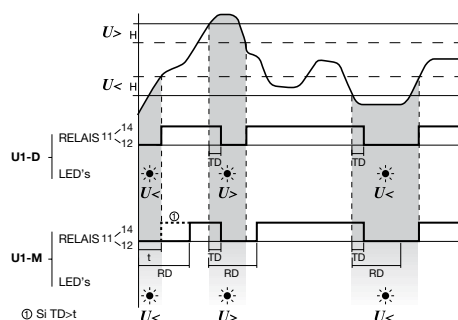 U> H
U< H
14
RELAIS 11
12
U1-D
TD TD
LED's
U< U> U<
①
14
RELAIS 11
12
U1-M
t TD TD
RD RD RD
LED's
① Si TD>t U< U> U<